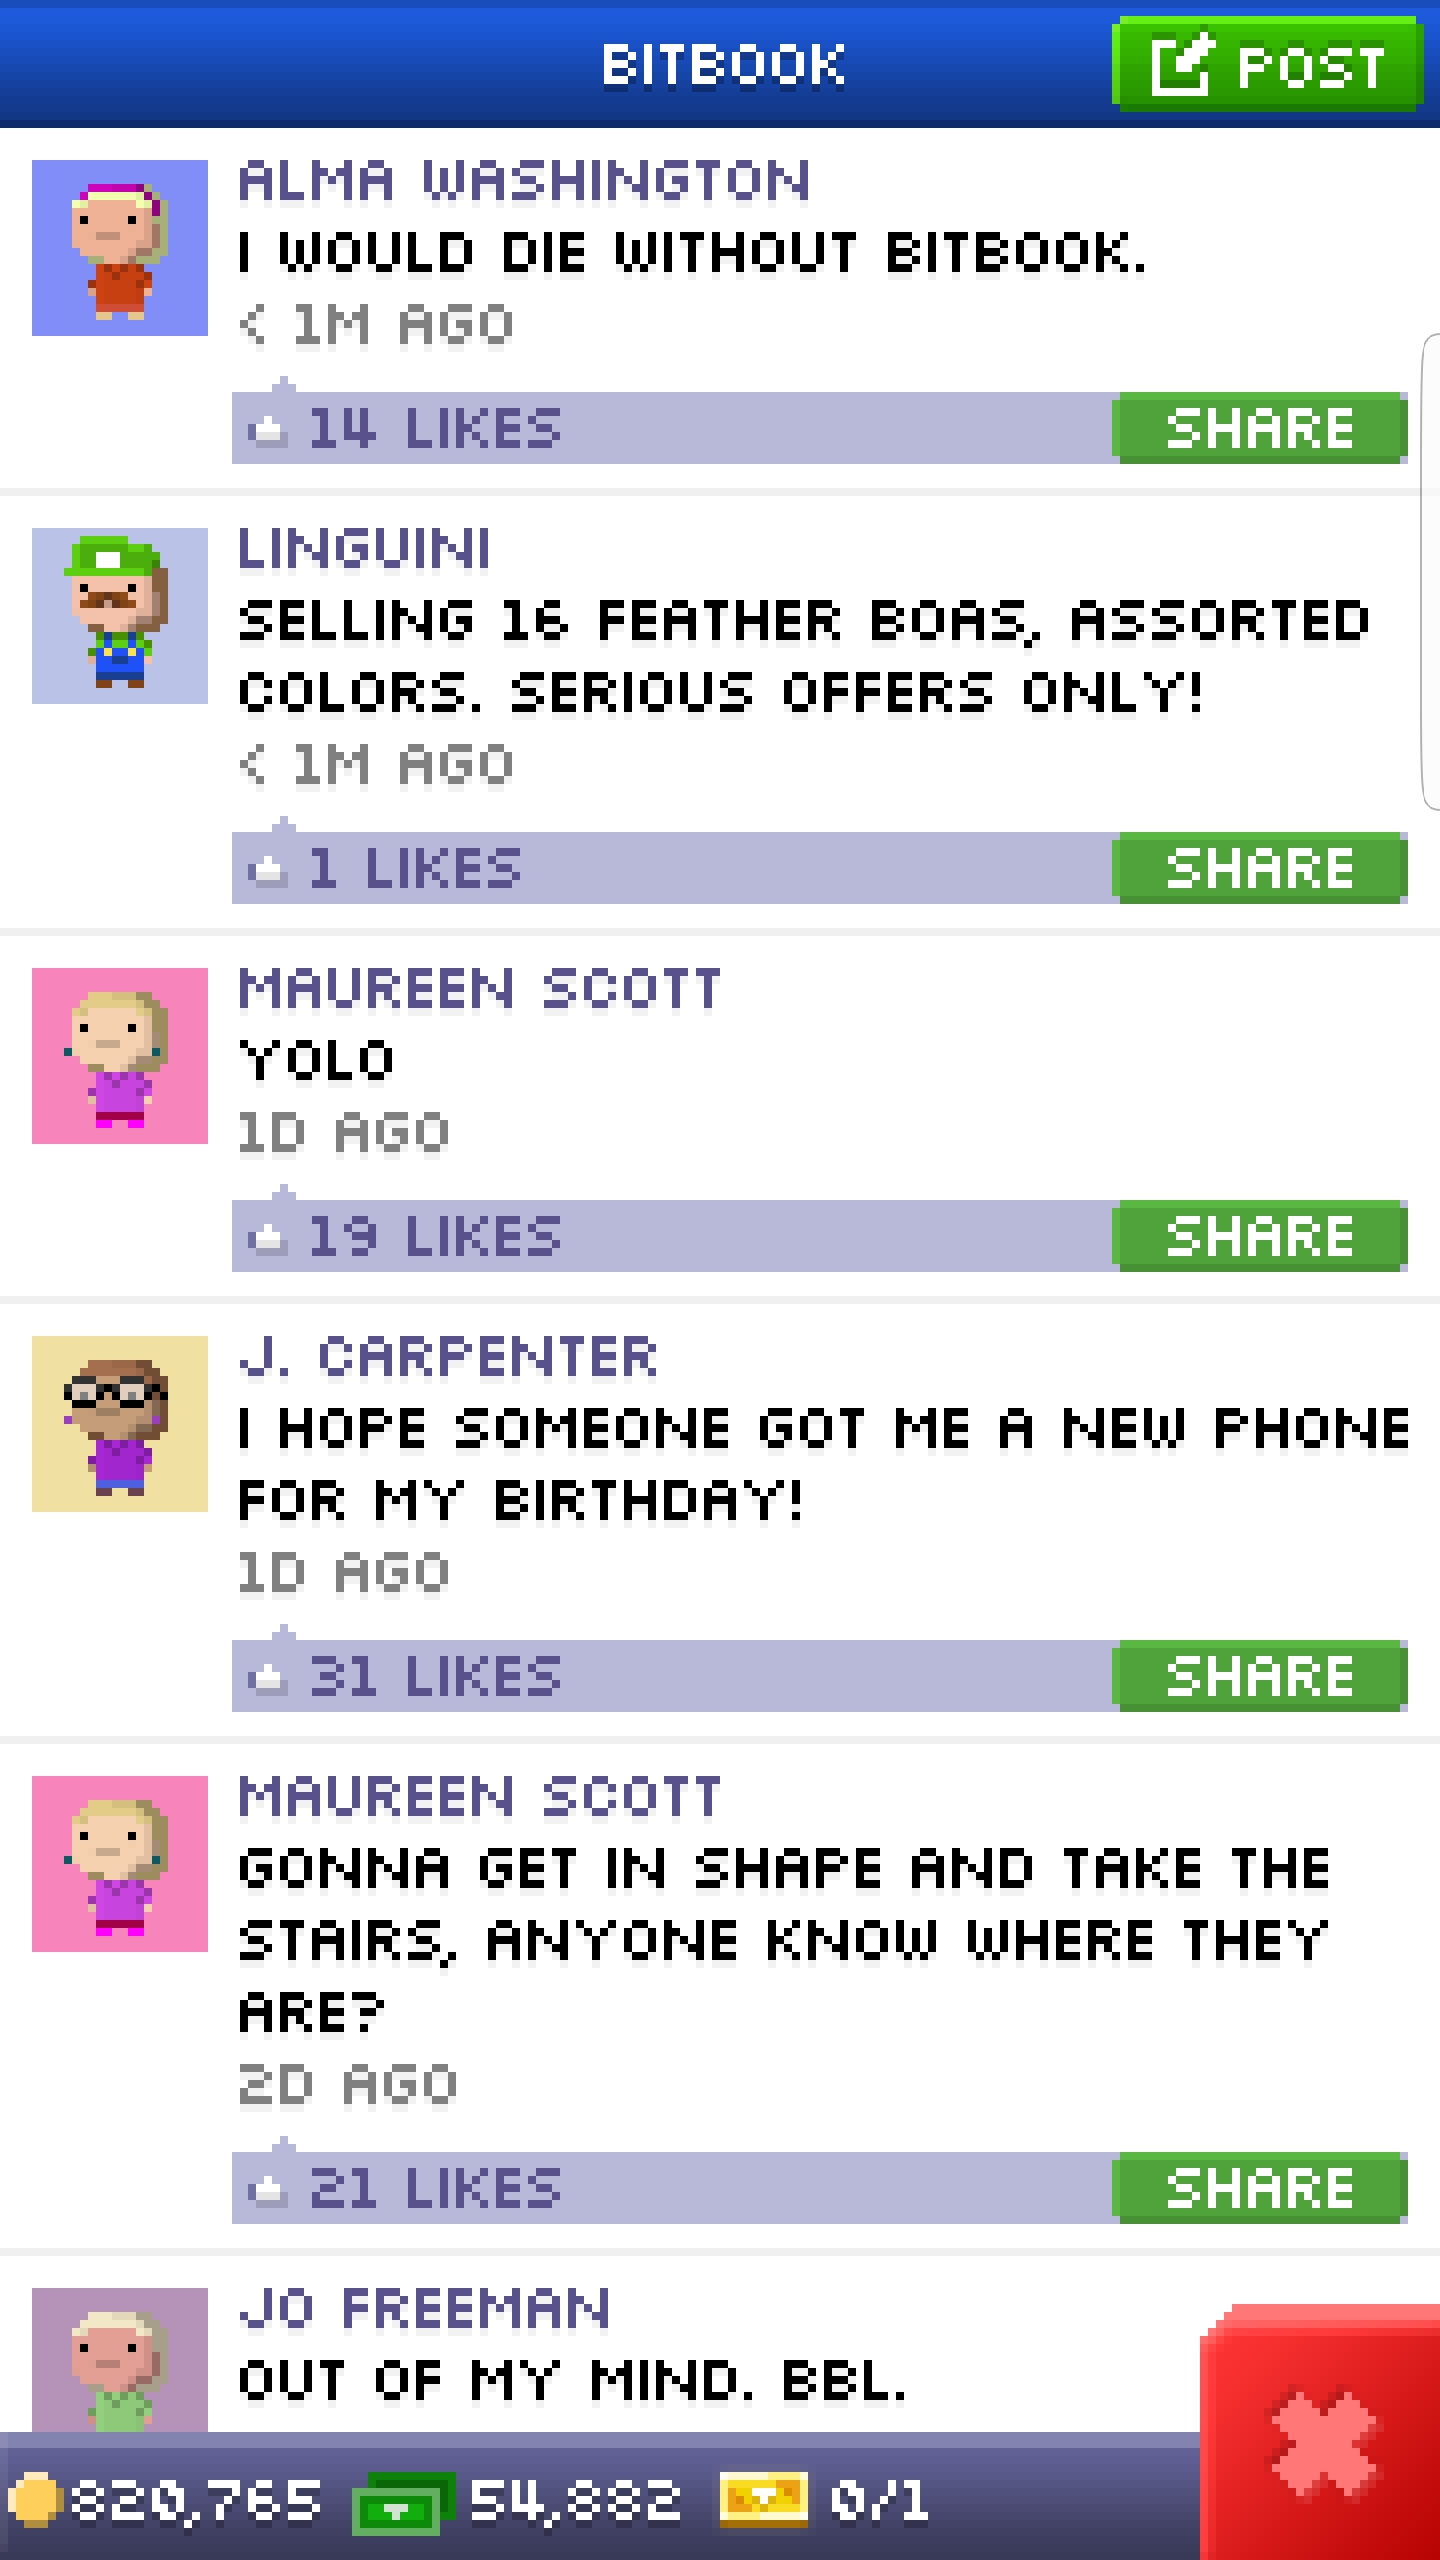 BITBOOK
POST
ALMA WASHINGTON
I WOULD DIE WITHOUT BITBOOK.
< 1M AGO
14 LIKES
SHARE
LINGUINI
SELLING 16 FEATHER BOAS, ASSORTED
COLORS. SERIOUS OFFERS ONLY!
< 1M AGO
1 LIKES
SHARE
MAUREEN SCOTT
YOLO
1D AGO
19 LIKES
SHARE
J. CARPENTER
I HOPE SOMEONE GOT ME A NEW PHONE
FOR MY BIRTHDAY!
1D AGO
31 LIKES
SHARE
MAUREEN SCOTT
GONNA GET IN SHAPE AND TAKE THE
STAIRS, ANYONE KNOW WHERE THEY
ARE?
2D AGO
21 LIKES
SHARE
JO FREEMAN
OUT OF MY MIND. BBL.
820,765 54,882 0/1